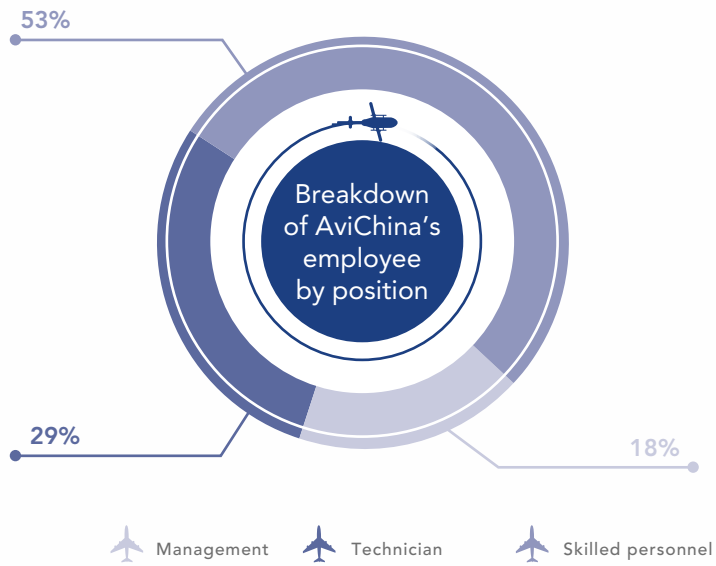 53%
Breakdown
of AviChina's
employee
by position
29%
18%
Management
Technician
Skilled personnel